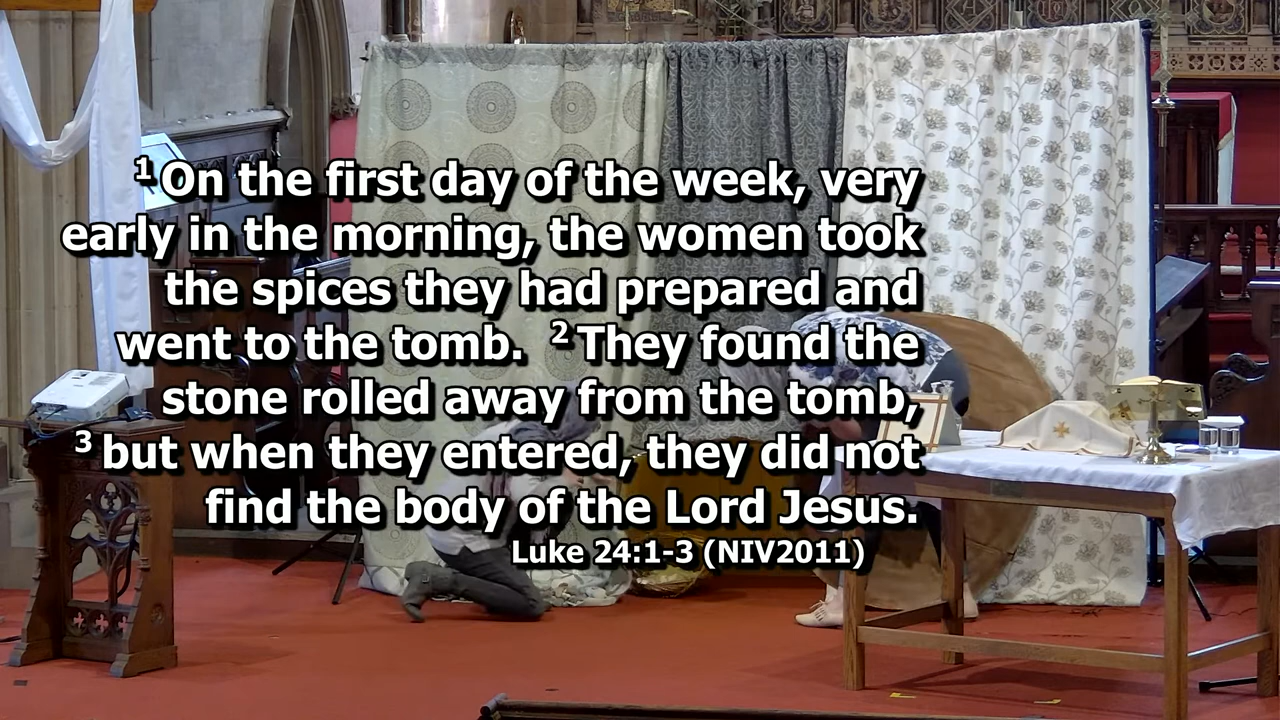 1 On the first day of the week, very
early in the morning, the women took
the spices they had prepared and
went to the tomb. 2 They found the
stone rolled away from the tomb,
3 but when they entered, they did not
find the body of the Lord Jesus.
Luke 24:1-3 (NIV2011)